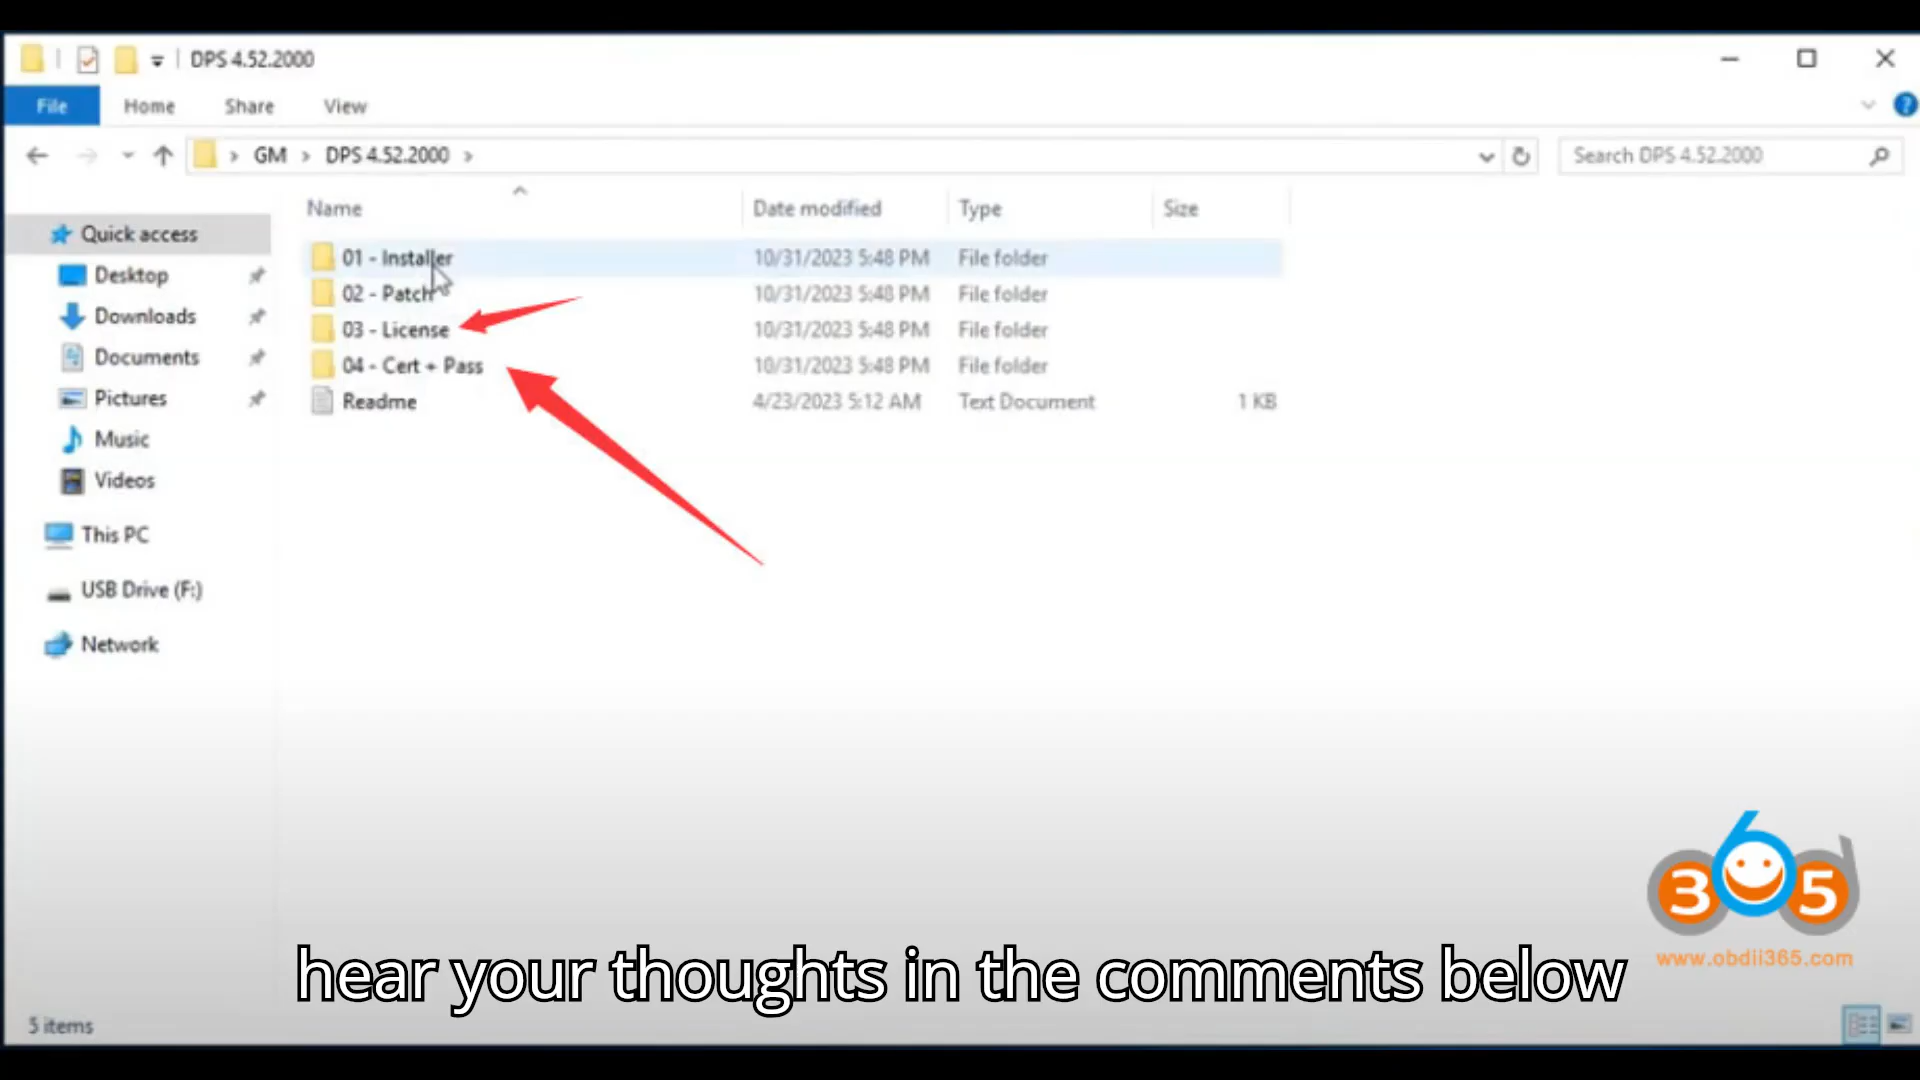 DPS 4.52.2000
File Home Share View
GM DPS 4.52.2000 Search DPS 4.52.2000
Name Date modified Type Size
Quick access
Desktop
Downloads
Documents
Pictures
Music
Videos
This PC
USB Drive (F:)
Network
01 - Installer 10/31/2023 5:48 PM File folder
02 - Patch 10/31/2023 5:48 PM File folder
03 - License 10/31/2023 5:48 PM File folder
04 - Cert + Pass 10/31/2023 5:48 PM File folder
Readme 4/23/2023 5:12 AM Text Document 1 KB
365
www.obdii365.com
hear your thoughts in the comments below
5 items